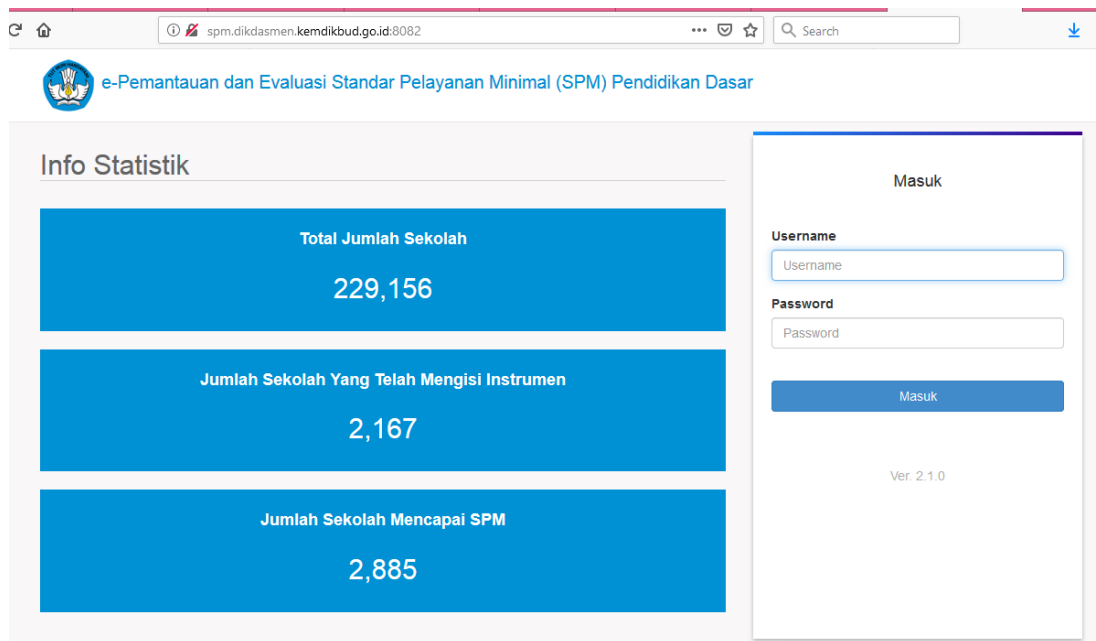 spm.dikdasmen.kemdikbud.go.id:8082
Search
e-Pemantauan dan Evaluasi Standar Pelayanan Minimal (SPM) Pendidikan Dasar
Info Statistik
Total Jumlah Sekolah
229,156
Jumlah Sekolah Yang Telah Mengisi Instrumen
2,167
Jumlah Sekolah Mencapai SPM
2,885
Masuk
Username
Username
Password
Password
Masuk
Ver. 2.1.0